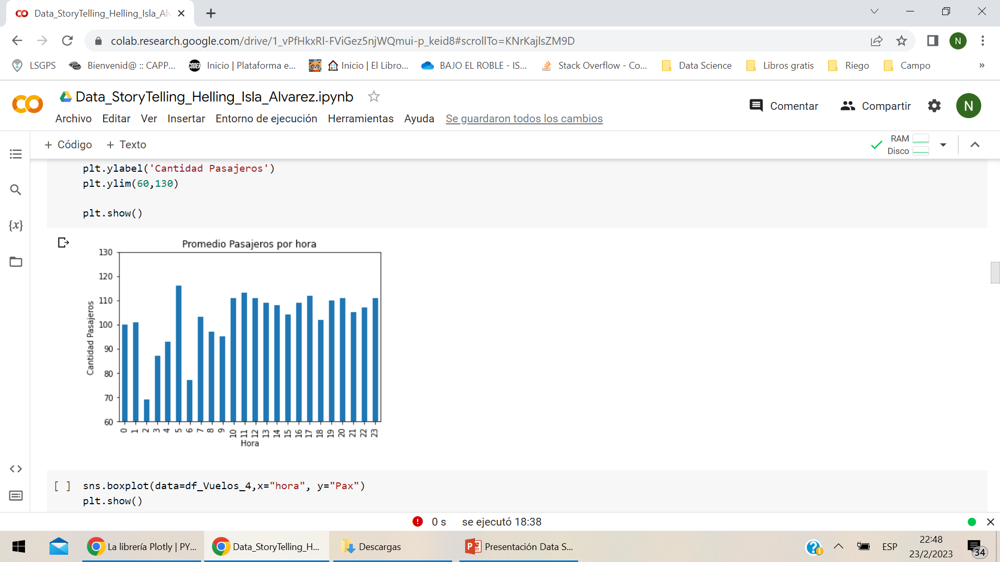 Data_StoryTelling_Helling_Isla_Al
colab.research.google.com/drive/1_vPfHkxRl-FViGez5njWQmui-p_keid8#scrollTo=KNrKajlsZM9D
N
LSGPS Bienvenid@ :: CAPP... CODER Inicio | Plataforma e... Inicio | El Libro... BAJO EL ROBLE - IS... Stack Overflow - Co... Data Science Libros gratis Riego Campo »
Data_StoryTelling_Helling_Isla_Alvarez.ipynb
Comentar Compartir N
Archivo Editar Ver Insertar Entorno de ejecución Herramientas Ayuda Se guardaron todos los cambios
+ Código + Texto
RAM
Disco
plt.ylabel('Cantidad Pasajeros')
plt.ylim(60,130)
plt.show()
{x}
Promedio Pasajeros por hora
130
120
110
100
90
80
70
60
Cantidad Pasajeros
0 1 2 3 4 5 6 7 8 9 10 11 12 13 14 15 16 17 18 19 20 21 22 23
Hora
[ ] sns.boxplot(data=df_Vuelos_4,x="hora", y="Pax")
plt.show()
0 s se ejecutó 18:38
La librería Plotly | PY... Data_StoryTelling_H... Descargas Presentación Data S...
ESP
22:48
23/2/2023
34